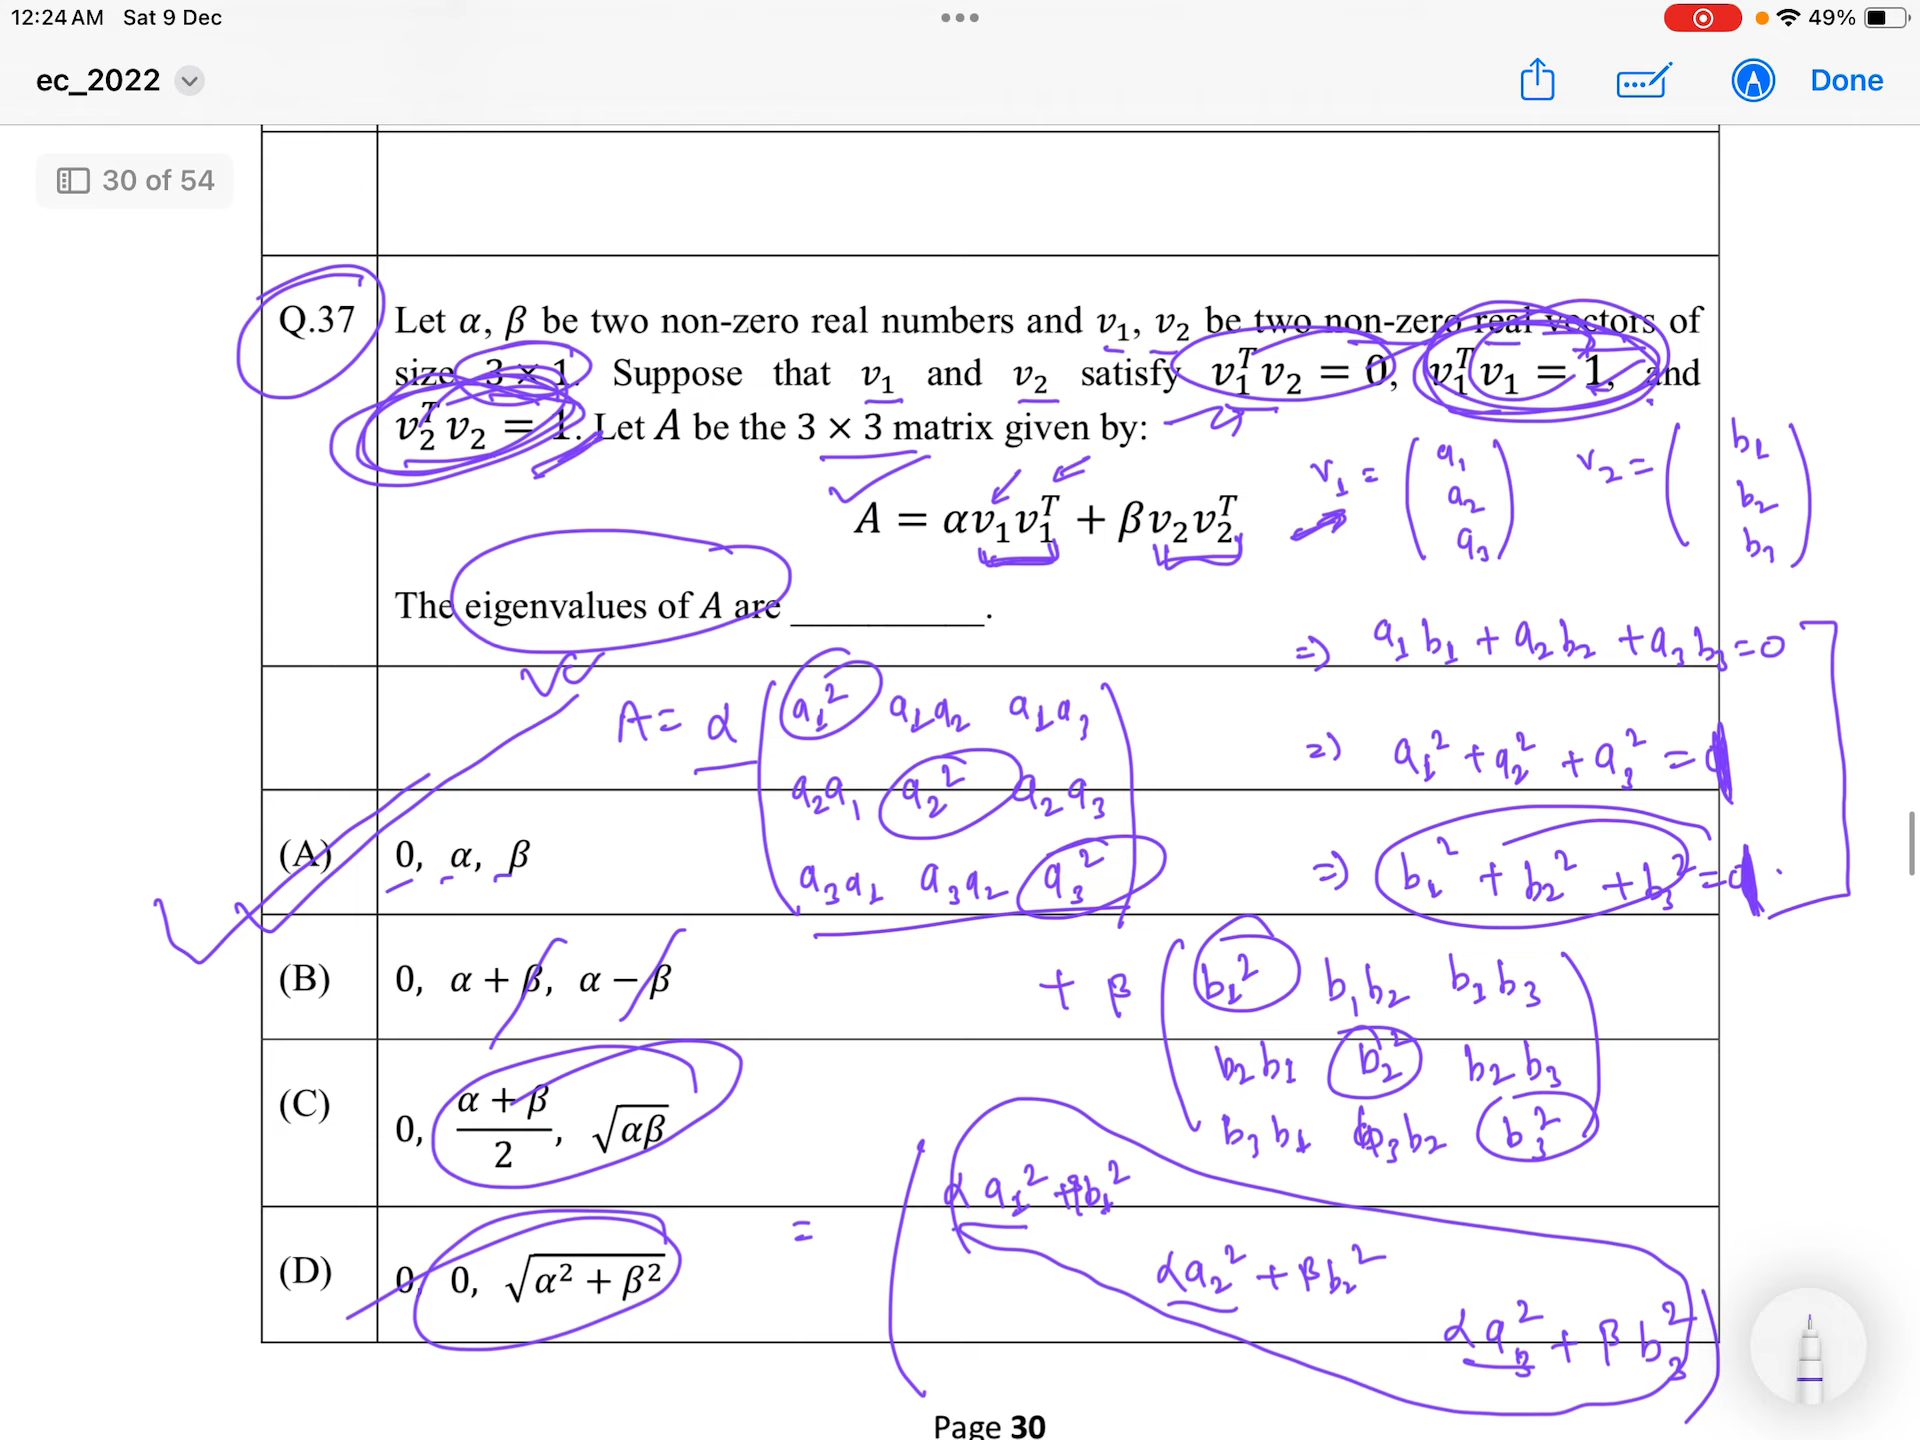 12:24 AM Sat 9 Dec
49%
ec_2022
Done
30 of 54
Q.37 Let α, β be two non-zero real numbers and v₁, v₂ be two non-zero real vectors of
size 3 × 1. Suppose that v₁ and v₂ satisfy v₁ᵀv₂ = 0, v₁ᵀv₁ = 1, and
v₂ᵀv₂ = 1. Let A be the 3 × 3 matrix given by:
v₁ = (a₁ a₂ a₃) v₂ = (b₁ b₂
A = αv₁v₁ᵀ + βv₂v₂ᵀ
The eigenvalues of A are __________.
=) a₁b₁ + a₂b₂ + a₃b₃ = 0
A = α
a₁² a₁a₂ a₁a₃
=) a₁² + a₂² + a₃² =
a₂a₁ a₂² a₂a₃
(A) 0, α, β
a₃a₁ a₃a₂ a₃²
=) b₁² + b₂² + b₃² =
(B) 0, α + β, α − β
+ β
b₁² b₁b₂ b₁b₃
b₂b₁ b₂² b₂b₃
(C) 0, (α + β)/2, √αβ
b₃b₁ b₃b₂ b₃²
= αa₁² + βb₁²
(D) 0, 0, √α² + β²
αa₂² + βb₂²
αa₃² + βb₃²
Page 30